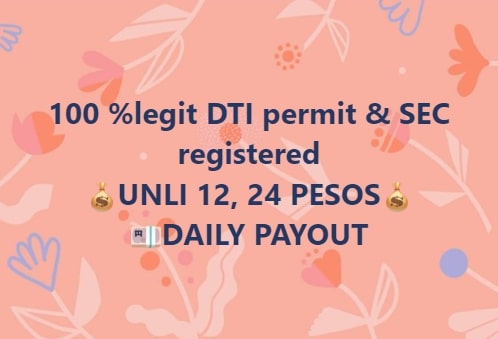 100 %legit DTI permit & SEC
registered
💰UNLI 12, 24 PESOS💰
💵DAILY PAYOUT